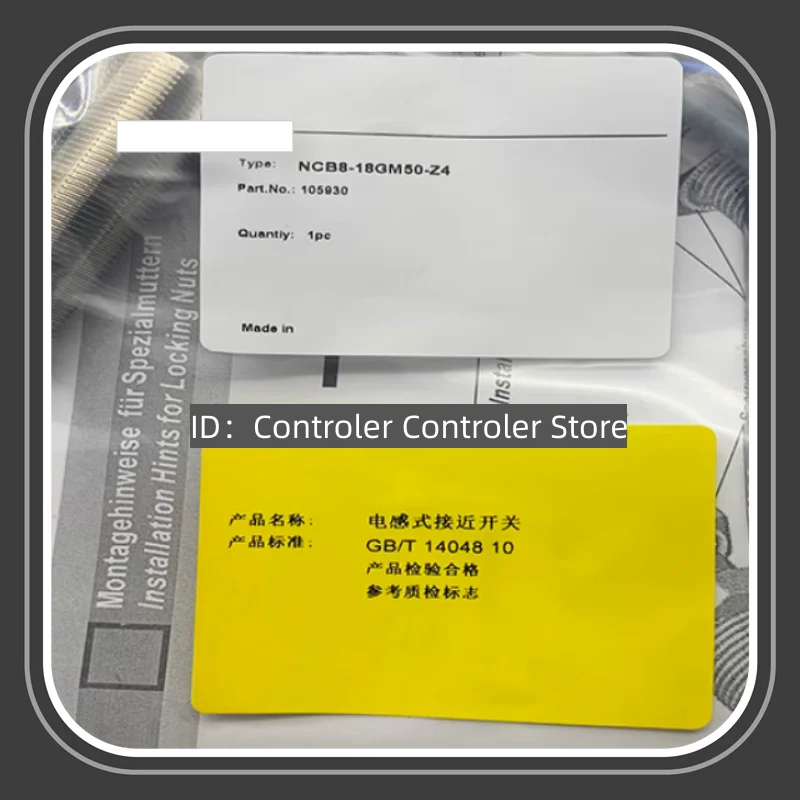 Type: NCB8-18GM50-Z4
Part.No.: 105930
Quantiy: 1pc
Made in
Montagehinweise für Spezialmuttern
Installation Hints for Locking Nuts
ID：Controler Controler Store
产品名称： 电感式接近开关
产品标准： GB/T 14048 10
产品检验合格
参考质检标志